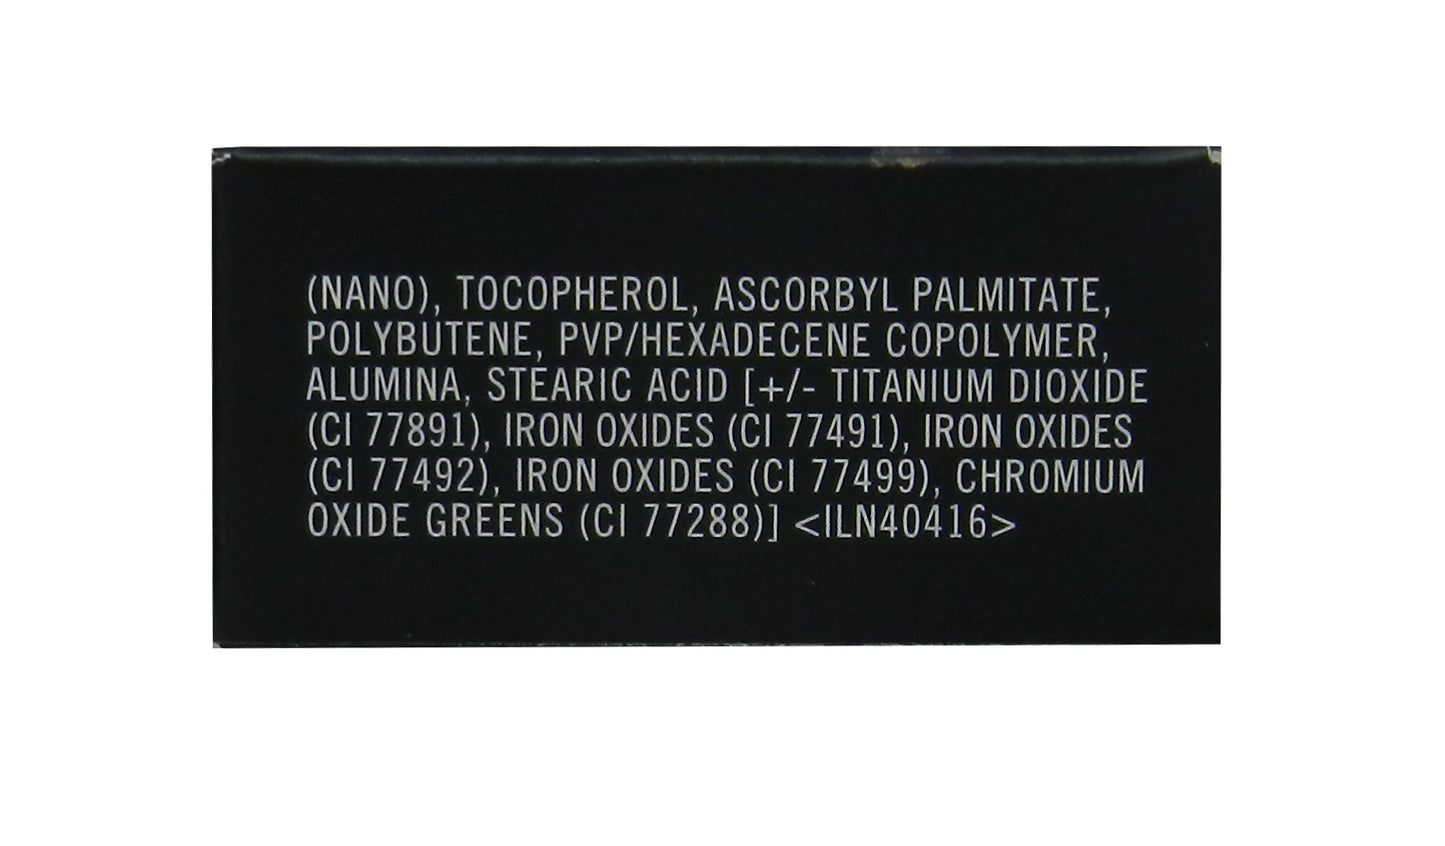 (NANO), TOCOPHEROL, ASCORBYL PALMITATE,
POLYBUTENE, PVP/HEXADECENE COPOLYMER,
ALUMINA, STEARIC ACID [+/- TITANIUM DIOXIDE
(CI 77891), IRON OXIDES (CI 77491), IRON OXIDES
(CI 77492), IRON OXIDES (CI 77499), CHROMIUM
OXIDE GREENS (CI 77288)] <ILN40416>